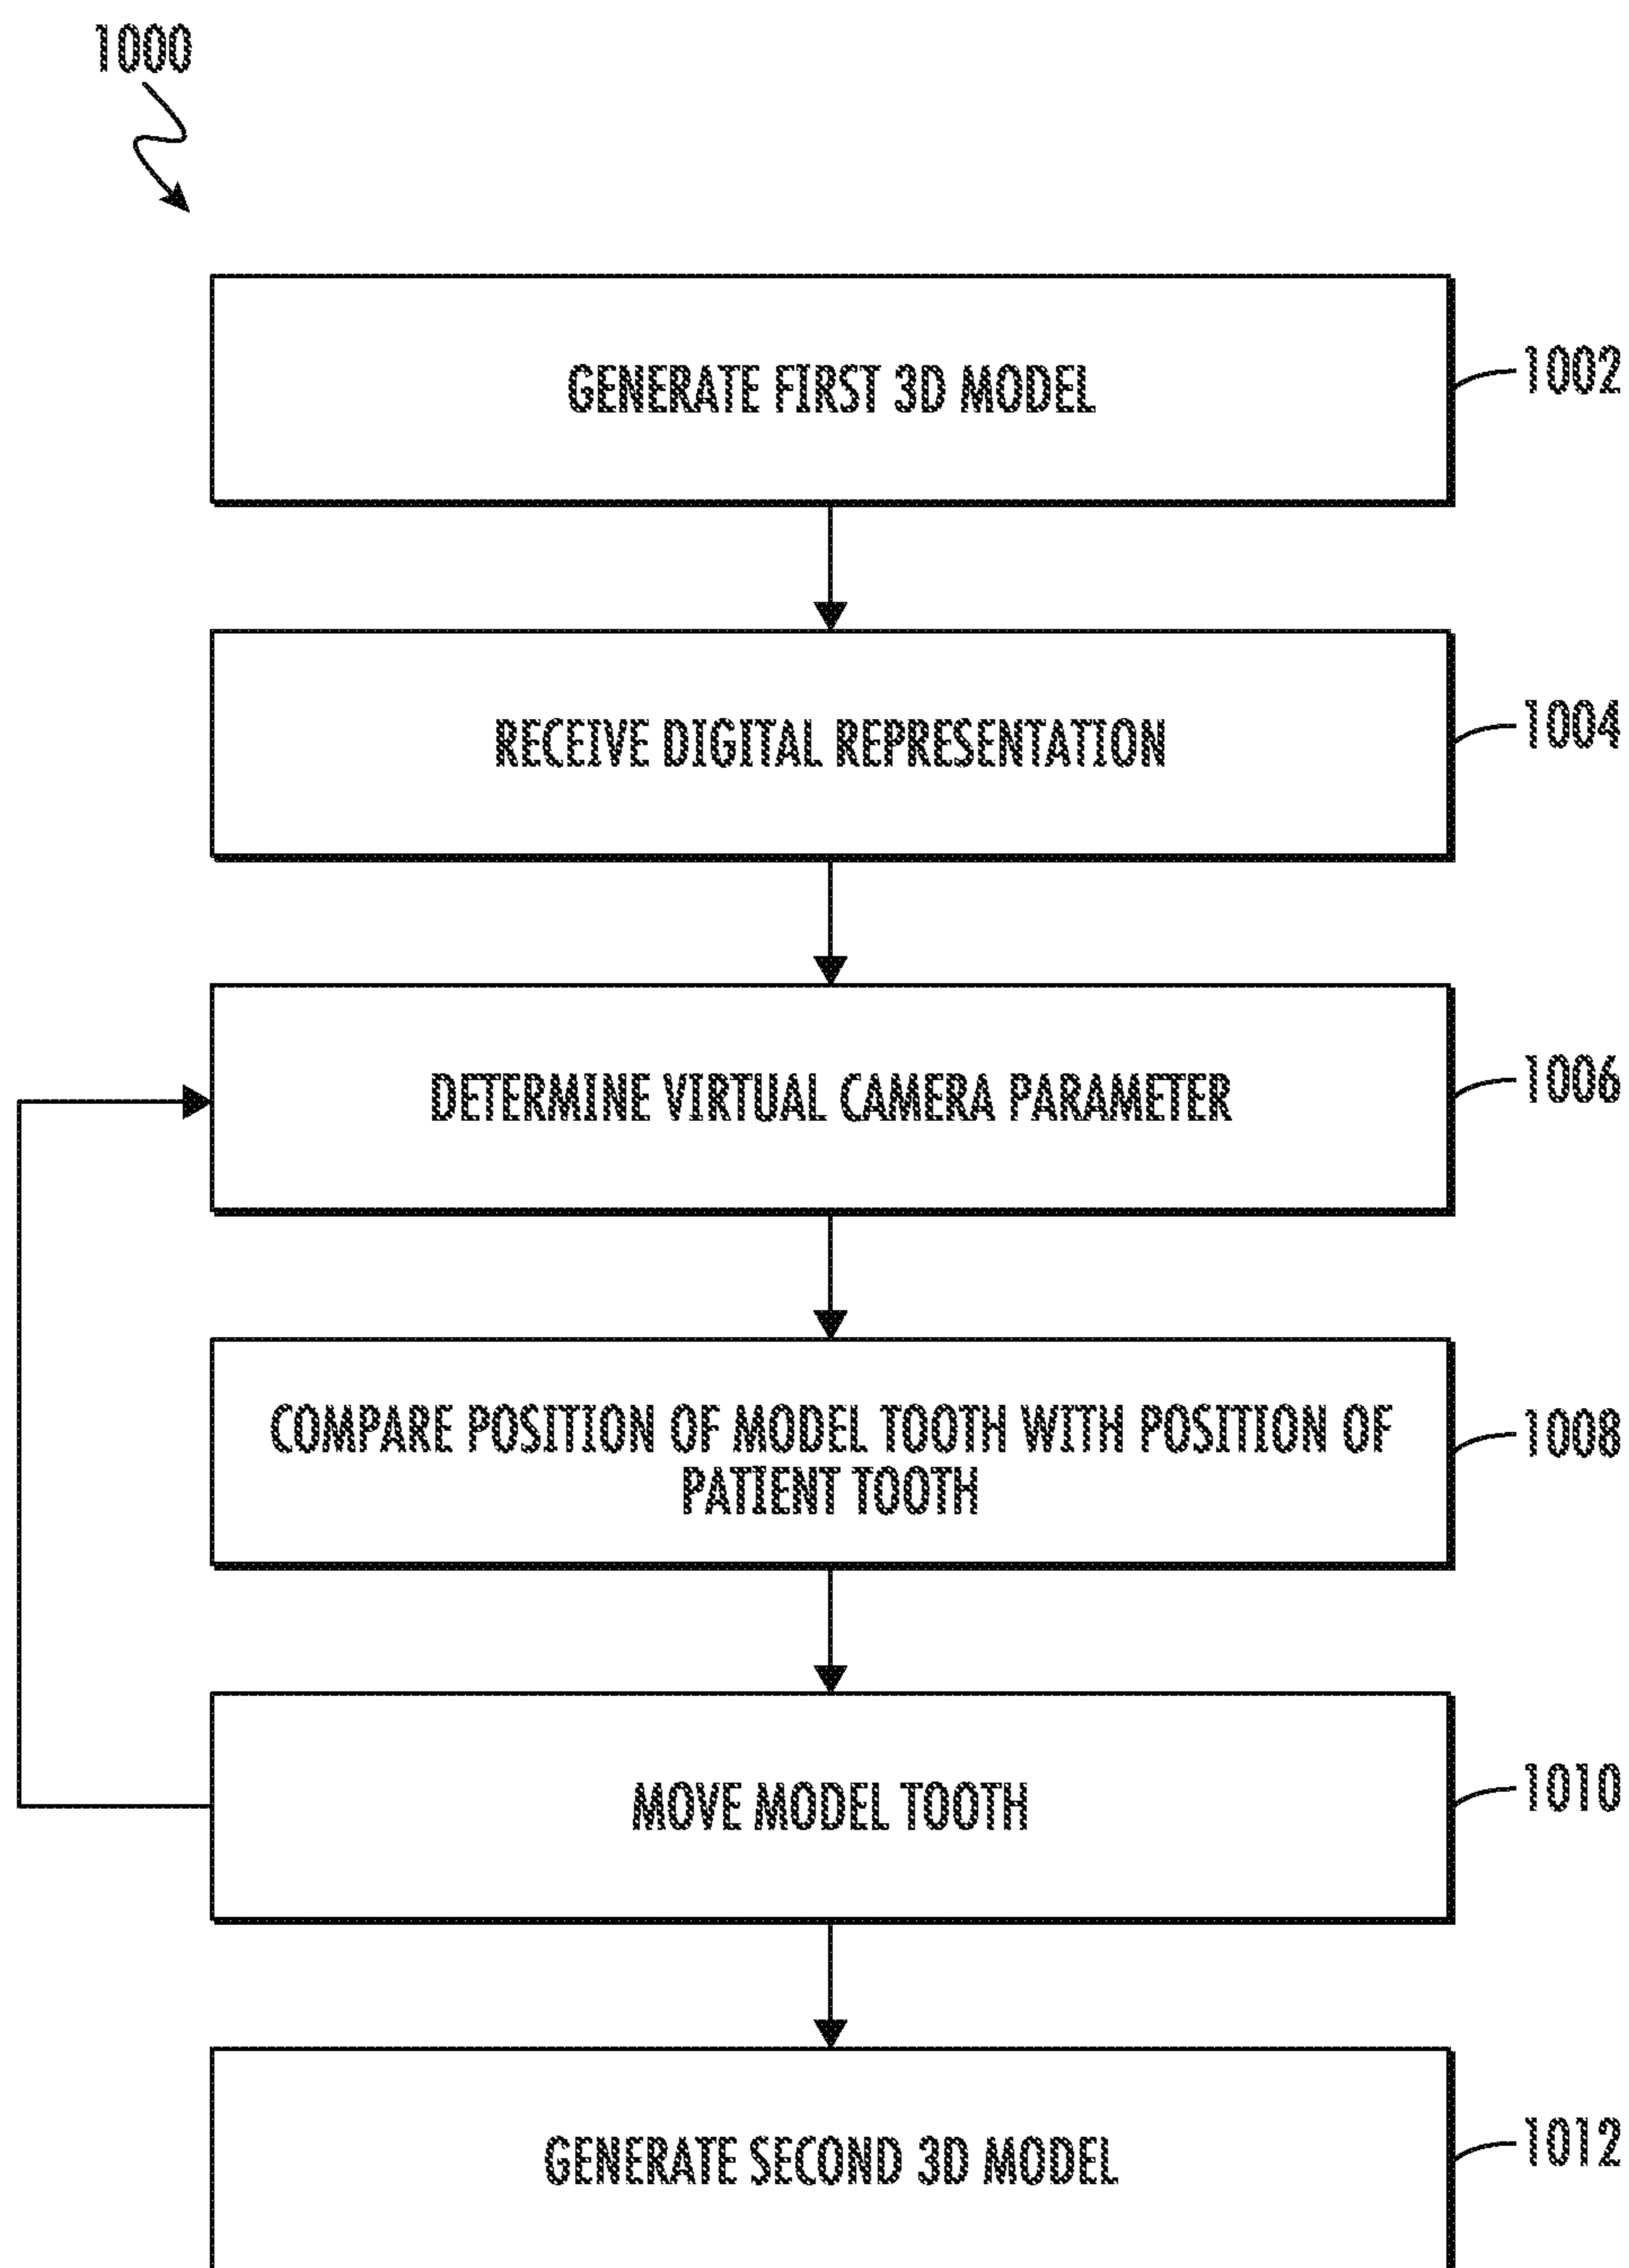 1000
GENERATE FIRST 3D MODEL
1002
RECEIVE DIGITAL REPRESENTATION
1004
DETERMINE VIRTUAL CAMERA PARAMETER
1006
COMPARE POSITION OF MODEL TOOTH WITH POSITION OF
PATIENT TOOTH
1008
MOVE MODEL TOOTH
1010
GENERATE SECOND 3D MODEL
1012